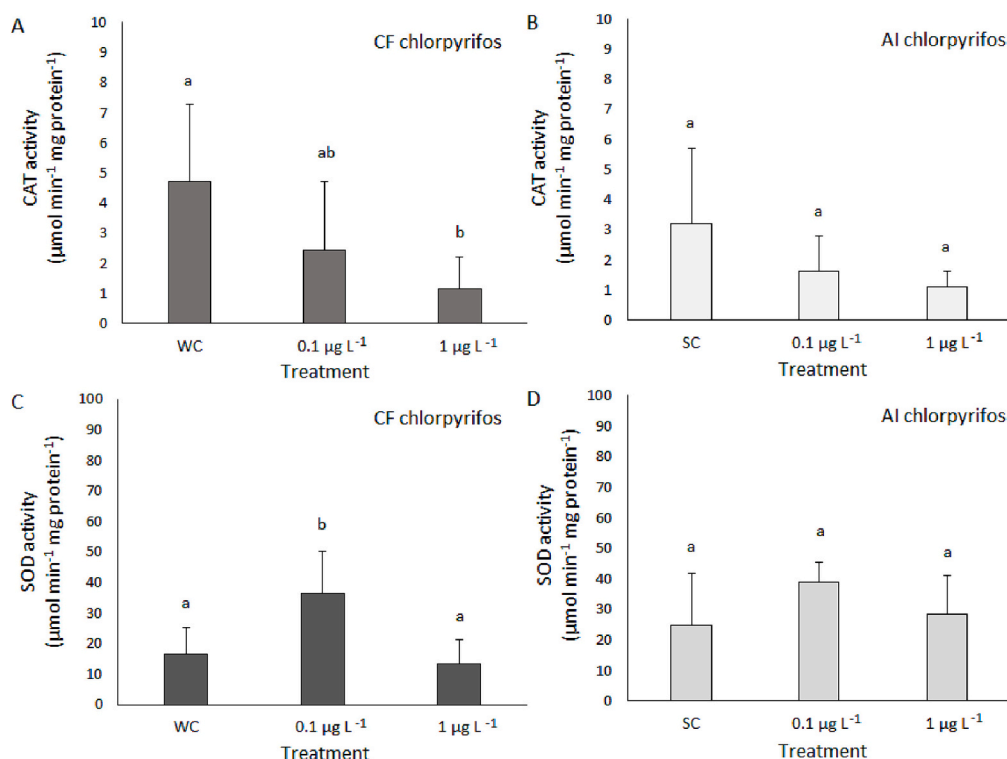 A
CF chlorpyrifos
CAT activity
(µmol min⁻¹ mg protein⁻¹)
10
9
8
7
6
5
4
3
2
1
0
a
ab
b
WC
0.1 µg L⁻¹
1 µg L⁻¹
Treatment
B
AI chlorpyrifos
CAT activity
(µmol min⁻¹ mg protein⁻¹)
10
9
8
7
6
5
4
3
2
1
0
a
a
a
SC
0.1 µg L⁻¹
1 µg L⁻¹
Treatment
C
CF chlorpyrifos
SOD activity
(µmol min⁻¹ mg protein⁻¹)
100
90
80
70
60
50
40
30
20
10
0
a
b
a
WC
0.1 µg L⁻¹
1 µg L⁻¹
Treatment
D
AI chlorpyrifos
SOD activity
(µmol min⁻¹ mg protein⁻¹)
100
90
80
70
60
50
40
30
20
10
0
a
a
a
SC
0.1 µg L⁻¹
1 µg L⁻¹
Treatment